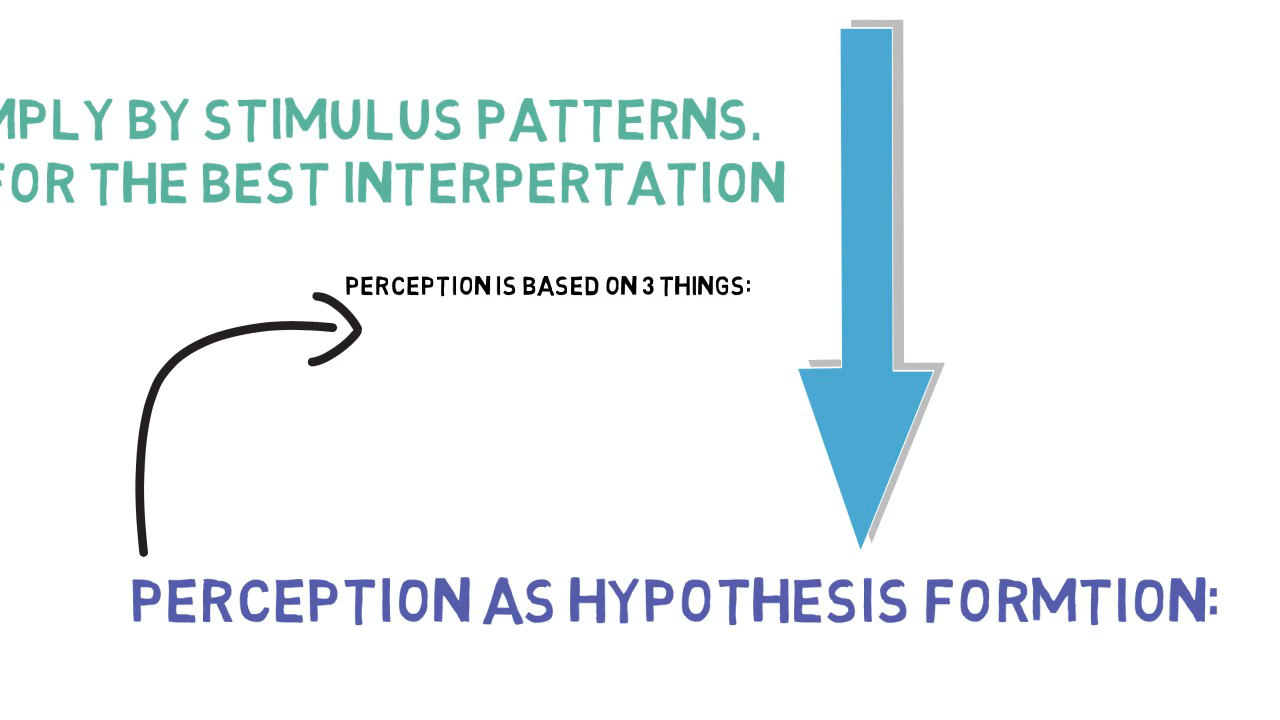 MPLY BY STIMULUS PATTERNS.
FOR THE BEST INTERPERTATION
PERCEPTION IS BASED ON 3 THINGS:
PERCEPTION AS HYPOTHESIS FORMTION: